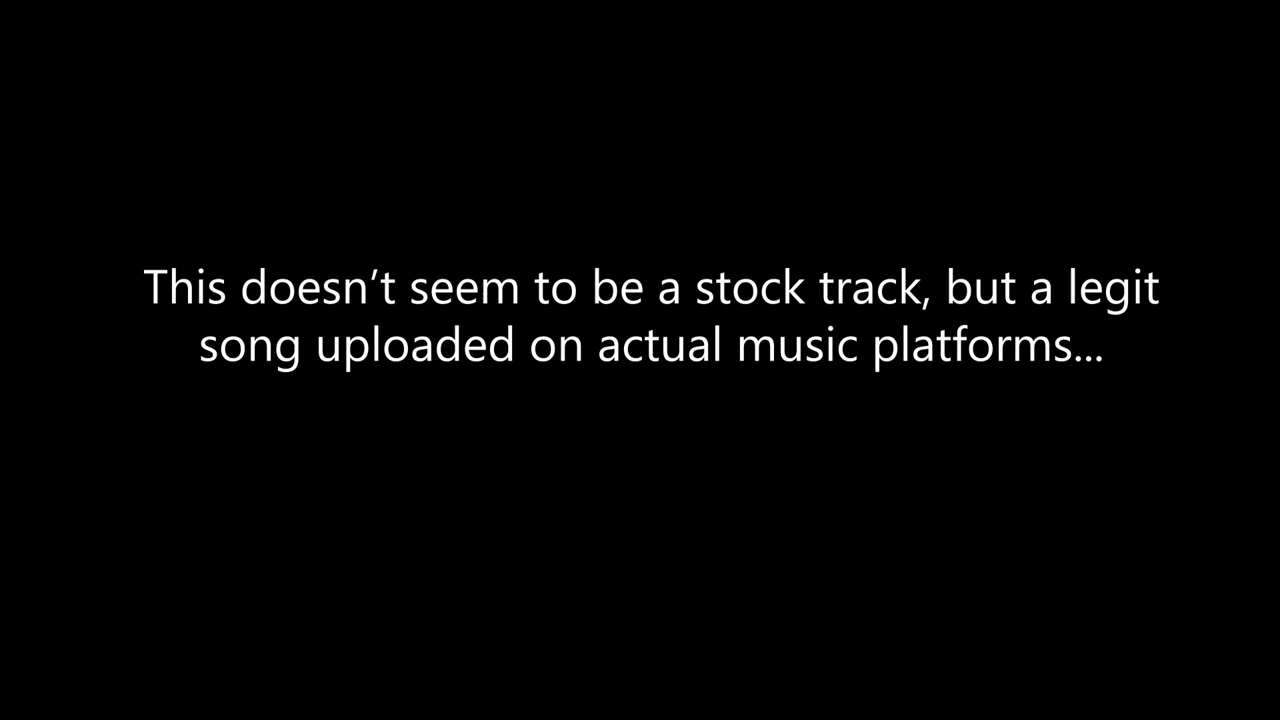 This doesn’t seem to be a stock track, but a legit
song uploaded on actual music platforms...